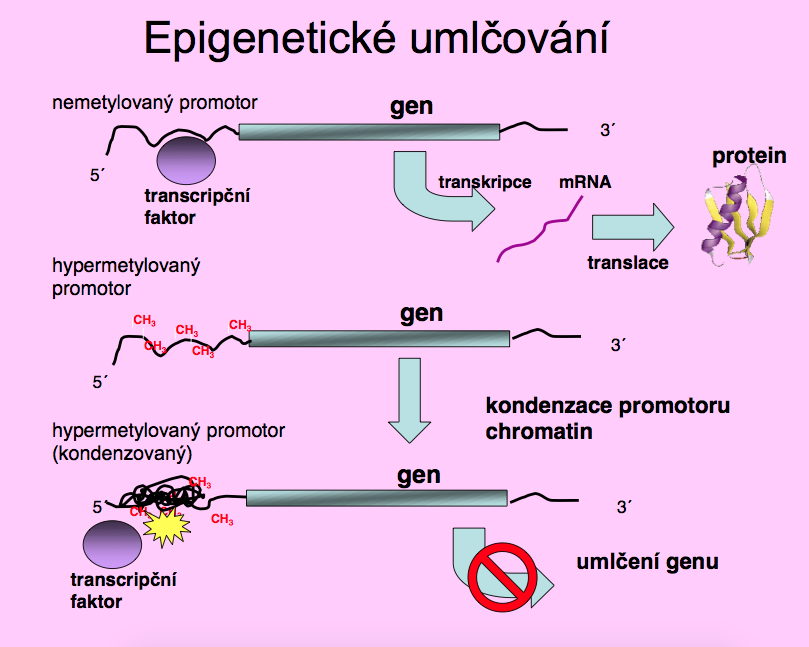 Epigenetické umlčování
nemetylovaný promotor
gen
3´
5´
transcripční
faktor
transkripce
mRNA
protein
translace
hypermetylovaný
promotor
CH3
CH3
CH3
CH3
CH3
gen
3´
5´
kondenzace promotoru
chromatin
hypermetylovaný promotor
(kondenzovaný)
gen
CH3
5´
CH3
CH3
3´
transcripční
faktor
umlčení genu